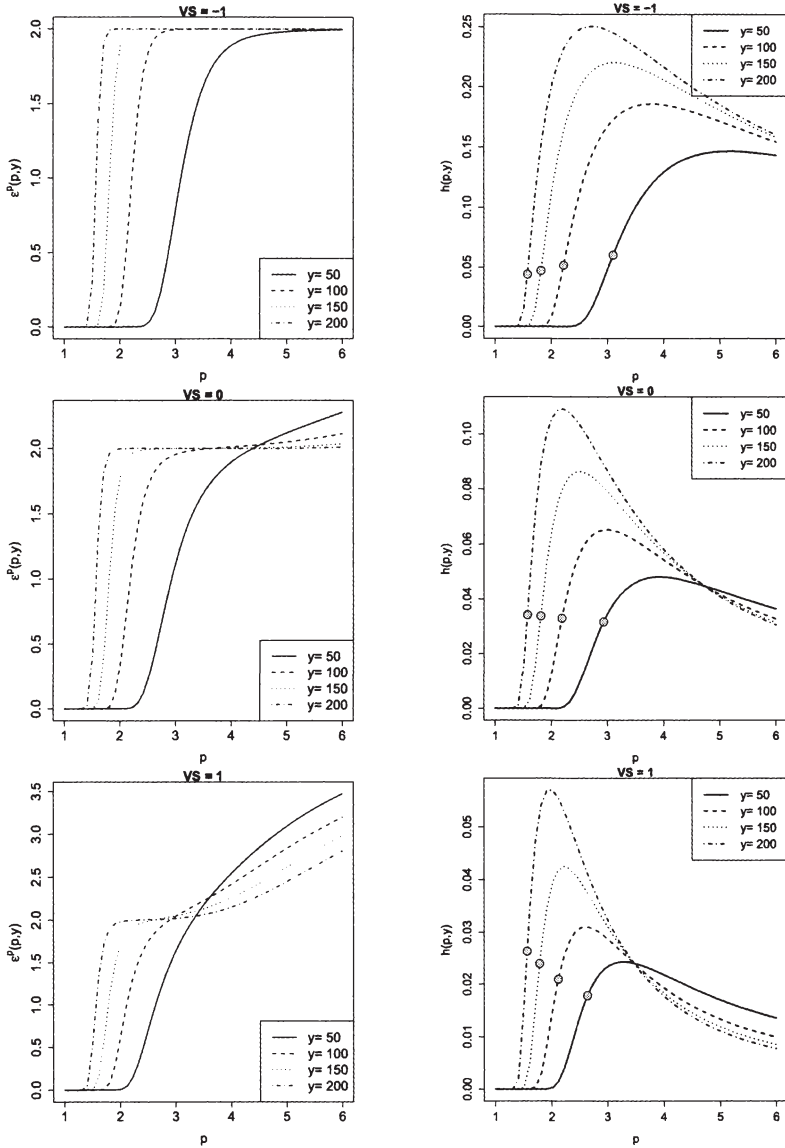 VS = −1
ε^p(p,y)
0.0 0.5 1.0 1.5 2.0
y= 50
y= 100
y= 150
y= 200
1 2 3 4 5 6
p
VS = −1
h(p,y)
0.00 0.05 0.10 0.15 0.20 0.25
y= 50
y= 100
y= 150
y= 200
1 2 3 4 5 6
p
VS = 0
ε^p(p,y)
0.0 0.5 1.0 1.5 2.0
y= 50
y= 100
y= 150
y= 200
1 2 3 4 5 6
p
VS = 0
h(p,y)
0.00 0.02 0.04 0.06 0.08 0.10
y= 50
y= 100
y= 150
y= 200
1 2 3 4 5 6
p
VS = 1
ε^p(p,y)
0.0 0.5 1.0 1.5 2.0 2.5 3.0 3.5
y= 50
y= 100
y= 150
y= 200
1 2 3 4 5 6
p
VS = 1
h(p,y)
0.00 0.01 0.02 0.03 0.04 0.05
y= 50
y= 100
y= 150
y= 200
1 2 3 4 5 6
p